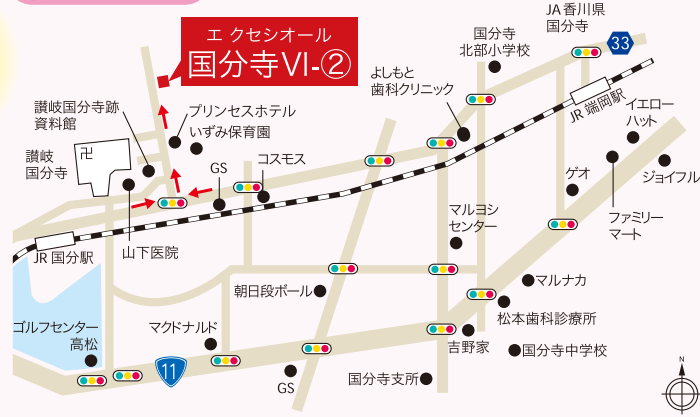 エクセシオール
国分寺Ⅵ-②
国分寺
北部小学校
JA香川県
国分寺
33
よしもと
歯科クリニック
JR端岡駅
イエロー
ハット
讃岐国分寺跡
資料館
プリンセスホテル
いずみ保育園
讃岐
国分寺
卍
GS
コスモス
ゲオ
ジョイフル
ファミリー
マート
山下医院
JR国分駅
マルヨシ
センター
朝日段ボール
マルナカ
松本歯科診療所
ゴルフセンター
高松
マクドナルド
吉野家
国分寺中学校
11
GS
国分寺支所
N